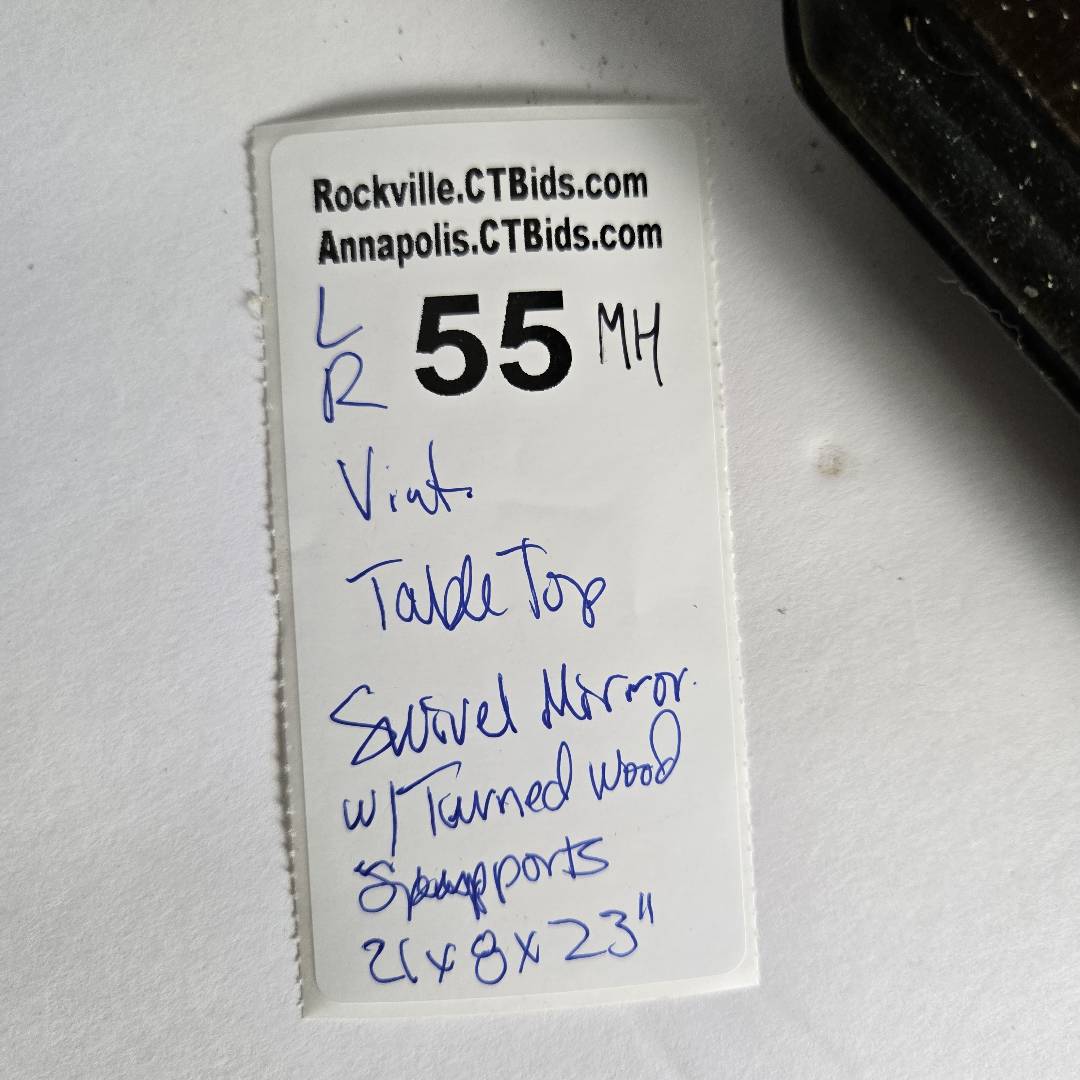 Rockville.CTBids.com
Annapolis.CTBids.com
L 55 MH
R
Vint.
Table Top
Swivel Mirror.
w/ Turned Wood
Supports
21 x 8 x 23"